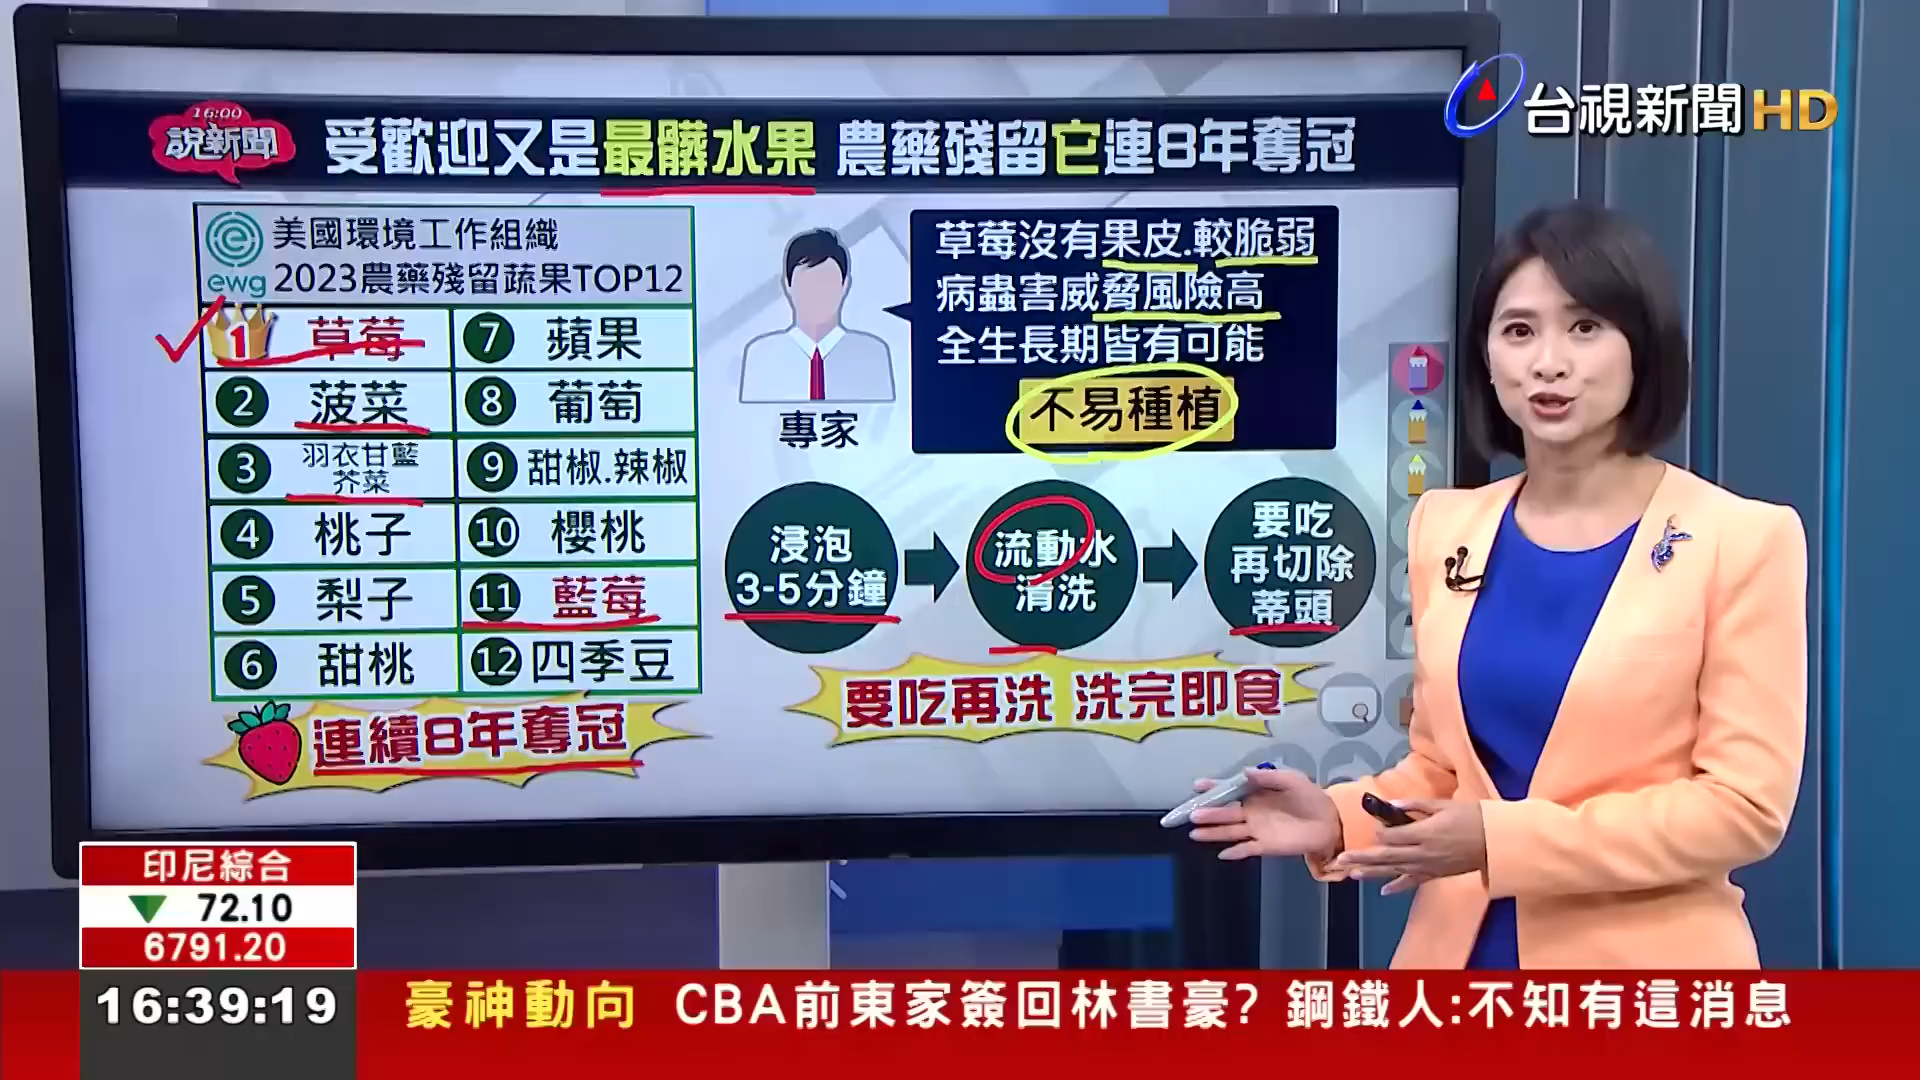 台視新聞HD
16:00
說新聞
受歡迎又是最髒水果 農藥殘留它連8年奪冠
ewg
美國環境工作組織
2023農藥殘留蔬果TOP12
1 草莓
2 菠菜
3 羽衣甘藍
芥菜
4 桃子
5 梨子
6 甜桃
7 蘋果
8 葡萄
9 甜椒.辣椒
10 櫻桃
11 藍莓
12 四季豆
連續8年奪冠
專家
草莓沒有果皮.較脆弱
病蟲害威脅風險高
全生長期皆有可能
不易種植
浸泡
3-5分鐘
流動水
清洗
要吃
再切除
蒂頭
要吃再洗 洗完即食
印尼綜合
▼ 72.10
6791.20
16:39:19
豪神動向 CBA前東家簽回林書豪? 鋼鐵人:不知有這消息